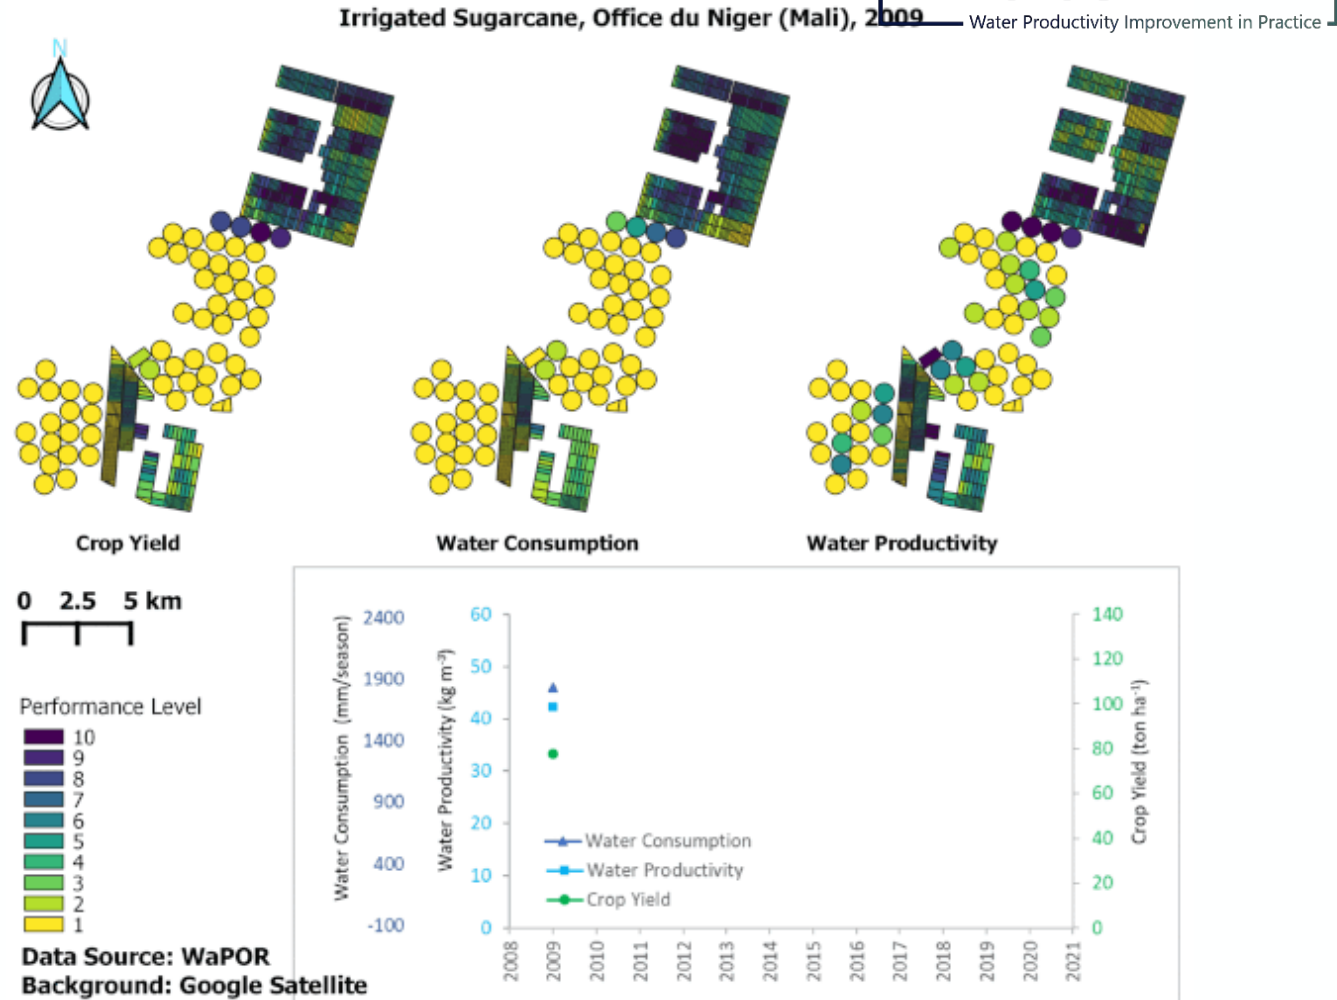 Irrigated Sugarcane, Office du Niger (Mali), 2009
Water Productivity Improvement in Practice
N
Crop Yield
Water Consumption
Water Productivity
0 2.5 5 km
Performance Level
10
9
8
7
6
5
4
3
2
1
Data Source: WaPOR
Background: Google Satellite
Water Consumption (mm/season)
2400
1900
1400
900
400
-100
Water Productivity (kg m⁻³)
60
50
40
30
20
10
0
Water Consumption
Water Productivity
Crop Yield
140
120
100
80
60
40
20
0
Crop Yield (ton ha⁻¹)
2008 2009 2010 2011 2012 2013 2014 2015 2016 2017 2018 2019 2020 2021